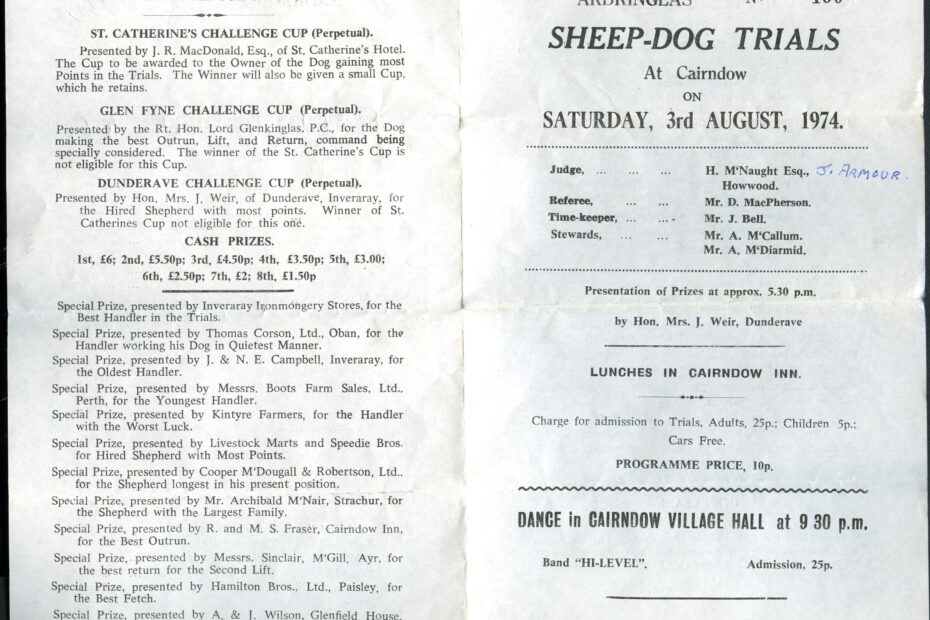 ST. CATHERINE'S CHALLENGE CUP (Perpetual).
Presented by J. R. MacDonald, Esq., of St. Catherine's Hotel.
The Cup to be awarded to the Owner of the Dog gaining most
Points in the Trials. The Winner will also be given a small Cup,
which he retains.
GLEN FYNE CHALLENGE CUP (Perpetual).
Presented by the Rt. Hon. Lord Glenkinglas, P.C., for the Dog
making the best Outrun, Lift, and Return, command being
specially considered. The winner of the St. Catherine's Cup is
not eligible for this Cup.
DUNDERAVE CHALLENGE CUP (Perpetual).
Presented by Hon. Mrs. J. Weir, of Dunderave, Inveraray, for
the Hired Shepherd with most points. Winner of St.
Catherines Cup not eligible for this one.
CASH PRIZES.
1st, £6; 2nd, £5.50p; 3rd, £4.50p; 4th, £3.50p; 5th, £3.00;
6th, £2.50p; 7th, £2; 8th, £1.50p
Special Prize, presented by Inveraray Ironmongery Stores, for the
Best Handler in the Trials.
Special Prize, presented by Thomas Corson, Ltd., Oban, for the
Handler working his Dog in Quietest Manner.
Special Prize, presented by J. & N. E. Campbell, Inveraray, for
the Oldest Handler.
Special Prize, presented by Messrs. Boots Farm Sales, Ltd.,
Perth, for the Youngest Handler.
Special Prize, presented by Kintyre Farmers, for the Handler
with the Worst Luck.
Special Prize, presented by Livestock Marts and Speedie Bros.
for Hired Shepherd with Most Points.
Special Prize, presented by Cooper M'Dougall & Robertson, Ltd..
for the Shepherd longest in his present position.
Special Prize, presented by Mr. Archibald M'Nair, Strachur, for
the Shepherd with the Largest Family.
Special Prize, presented by R. and M. S. Fraser, Cairndow Inn,
for the Best Outrun.
Special Prize, presented by Messrs. Sinclair, M'Gill, Ayr, for
the best return for the Second Lift.
Special Prize, presented by Hamilton Bros., Ltd., Paisley, for
the Best Fetch.
Special Prize, presented by A. & J. Wilson, Glenfield House,
ARDKINGLAS
SHEEP-DOG TRIALS
At Cairndow
ON
SATURDAY, 3rd AUGUST, 1974.
Judge, ... ... ... H. M'Naught Esq., J. ARMOUR.
Howwood.
Referee, ... ... Mr. D. MacPherson.
Time-keeper, ... ... Mr. J. Bell.
Stewards, ... ... Mr. A. M'Callum.
Mr. A. M'Diarmid.
Presentation of Prizes at approx. 5.30 p.m.
by Hon. Mrs. J. Weir, Dunderave
LUNCHES IN CAIRNDOW INN.
Charge for admission to Trials, Adults, 25p.; Children 5p.;
Cars Free.
PROGRAMME PRICE, 10p.
DANCE in CAIRNDOW VILLAGE HALL at 9 30 p.m.
Band "HI-LEVEL". Admission, 25p.